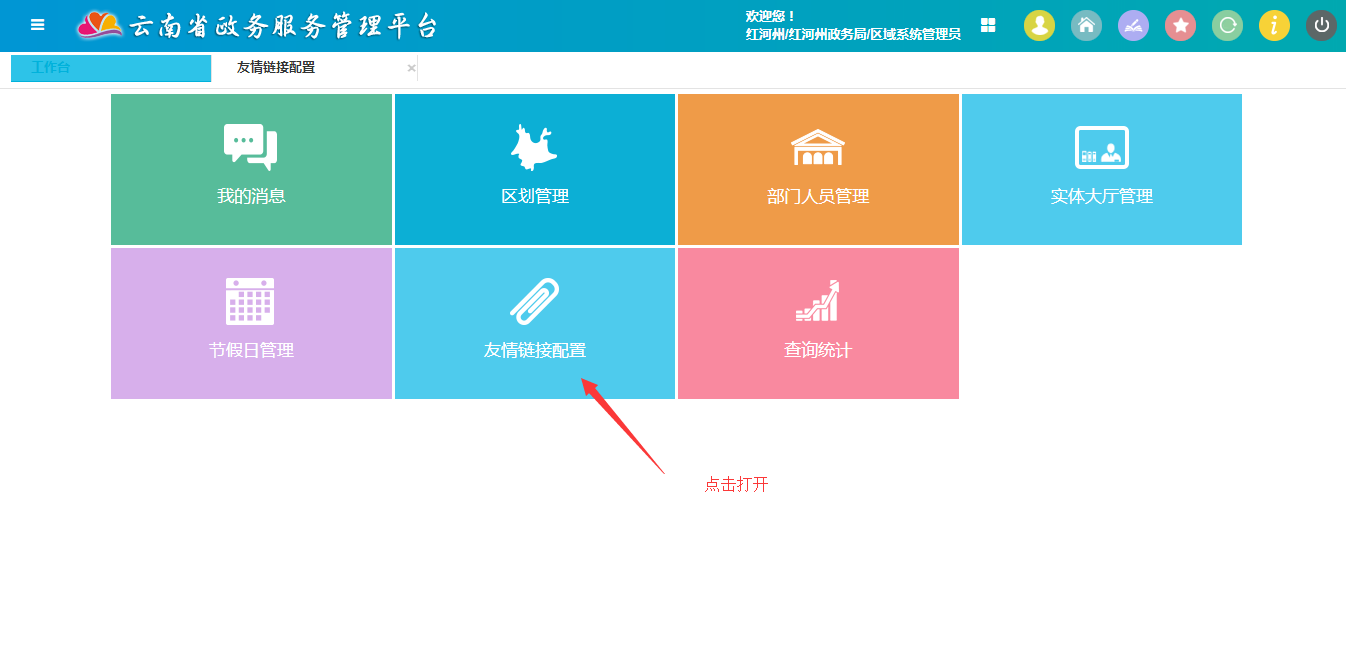 云南省政务服务管理平台
欢迎您！
红河州/红河州政务局/区域系统管理员
工作台
友情链接配置
我的消息
区划管理
部门人员管理
实体大厅管理
节假日管理
友情链接配置
查询统计
点击打开